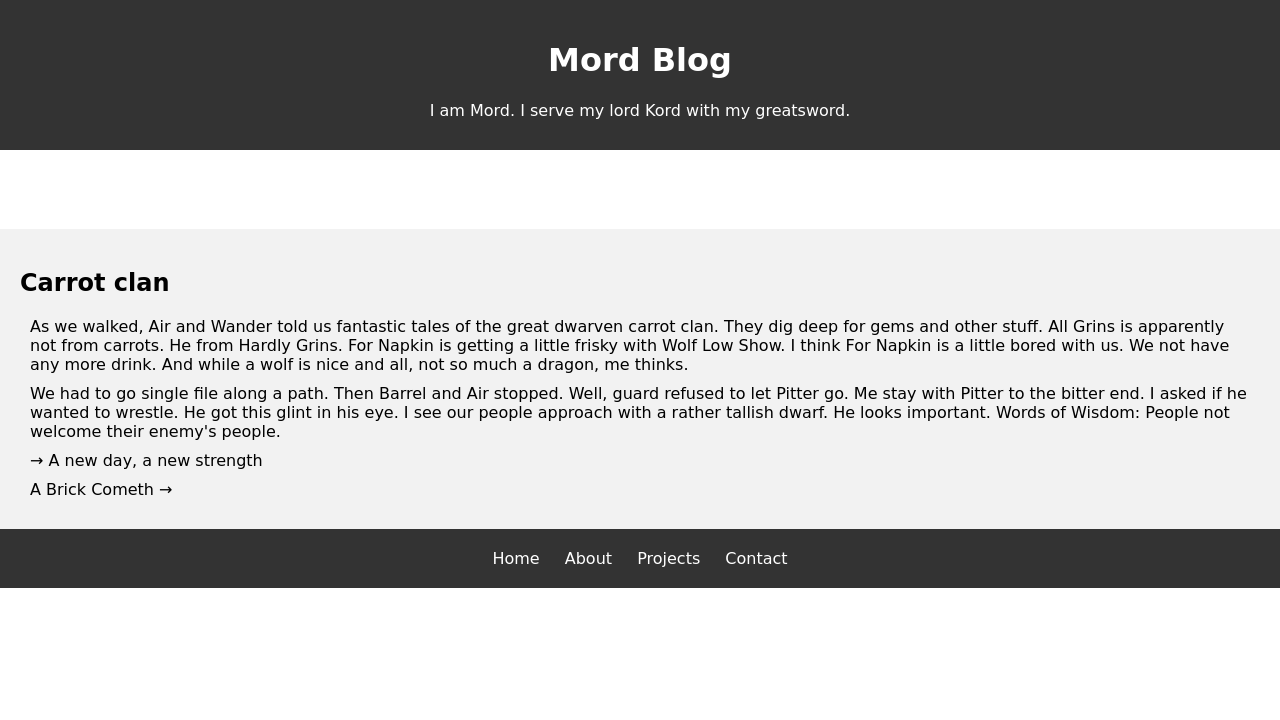 Mord Blog
I am Mord. I serve my lord Kord with my greatsword.
Carrot clan
As we walked, Air and Wander told us fantastic tales of the great dwarven carrot clan. They dig deep for gems and other stuff. All Grins is apparently
not from carrots. He from Hardly Grins. For Napkin is getting a little frisky with Wolf Low Show. I think For Napkin is a little bored with us. We not have
any more drink. And while a wolf is nice and all, not so much a dragon, me thinks.
We had to go single file along a path. Then Barrel and Air stopped. Well, guard refused to let Pitter go. Me stay with Pitter to the bitter end. I asked if he
wanted to wrestle. He got this glint in his eye. I see our people approach with a rather tallish dwarf. He looks important. Words of Wisdom: People not
welcome their enemy's people.
→ A new day, a new strength
A Brick Cometh →
Home About Projects Contact